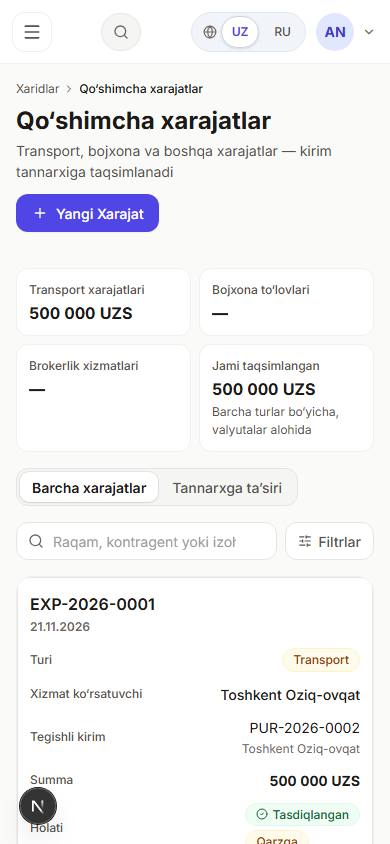 UZ RU AN
Xaridlar > Qo‘shimcha xarajatlar
Qo‘shimcha xarajatlar
Transport, bojxona va boshqa xarajatlar — kirim
tannarxiga taqsimlanadi
+ Yangi Xarajat
Transport xarajatlari
500 000 UZS
Bojxona to‘lovlari
—
Brokerlik xizmatlari
—
Jami taqsimlangan
500 000 UZS
Barcha turlar bo‘yicha,
valyutalar alohida
Barcha xarajatlar Tannarxga ta’siri
Raqam, kontragent yoki izoh
Filtrlar
EXP-2026-0001
21.11.2026
Turi Transport
Xizmat ko‘rsatuvchi Toshkent Oziq-ovqat
Tegishli kirim PUR-2026-0002
Toshkent Oziq-ovqat
Summa 500 000 UZS
N
Holati Tasdiqlangan
Qarzga